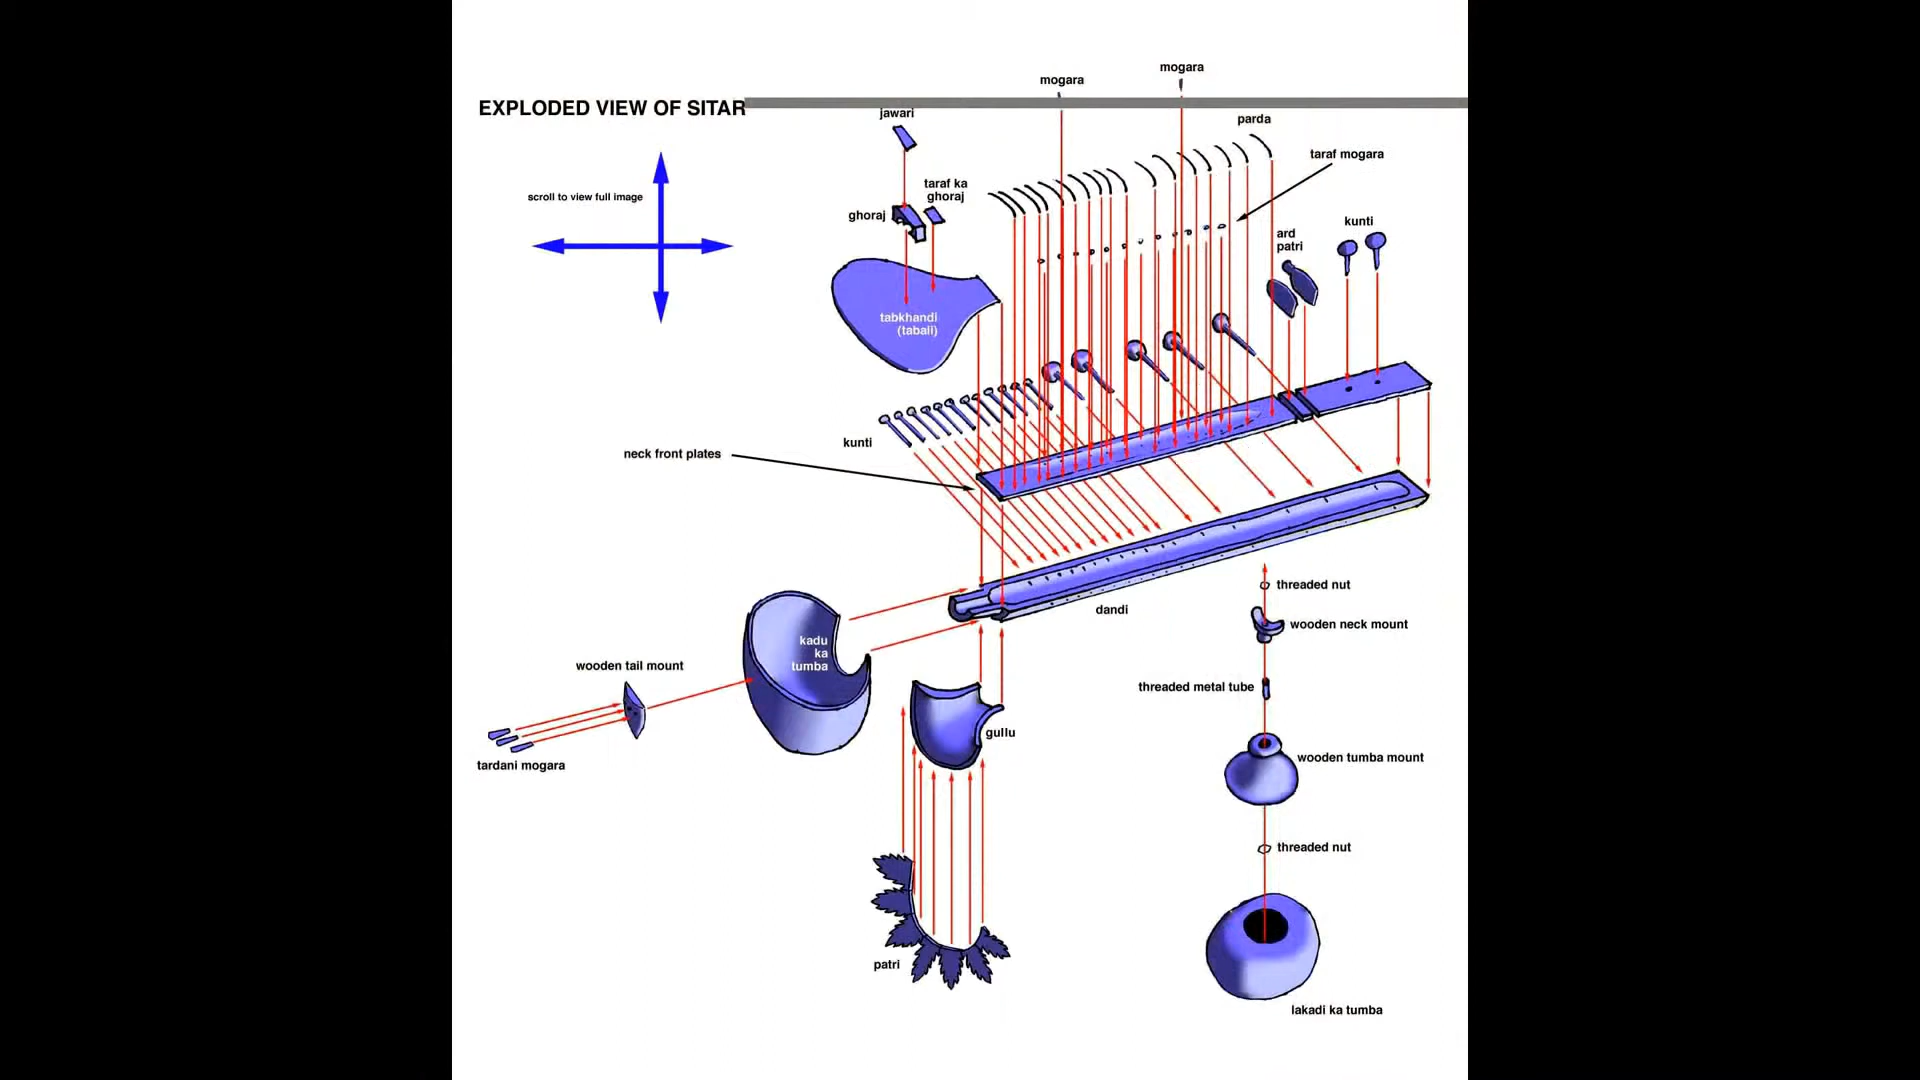 mogara
mogara
EXPLODED VIEW OF SITAR
jawari
parda
taraf mogara
scroll to view full image
taraf ka
ghoraj
ghoraj
kunti
ard
patri
tabkhandi
(tabali)
kunti
neck front plates
threaded nut
dandi
wooden neck mount
kadu
ka
tumba
wooden tail mount
threaded metal tube
gullu
wooden tumba mount
tardani mogara
threaded nut
patri
lakadi ka tumba